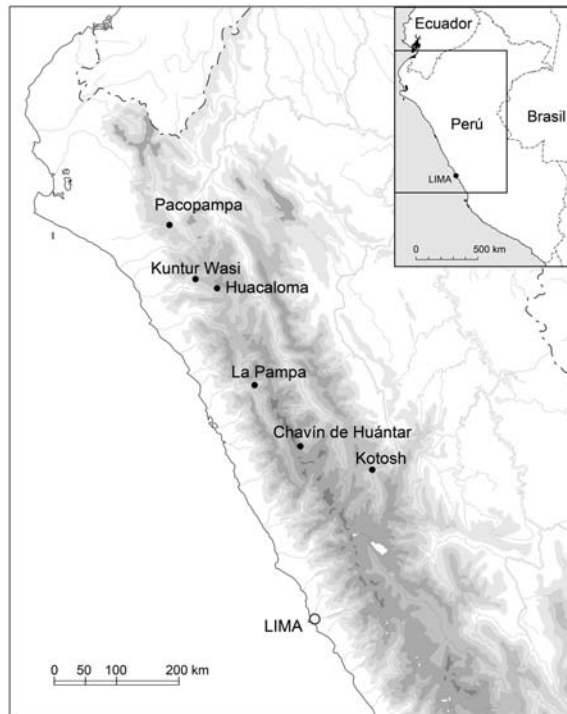 Ecuador
Perú
Brasil
LIMA
0 500 km
Pacopampa
Kuntur Wasi
Huacaloma
La Pampa
Chavín de Huántar
Kotosh
LIMA
0 50 100 200 km